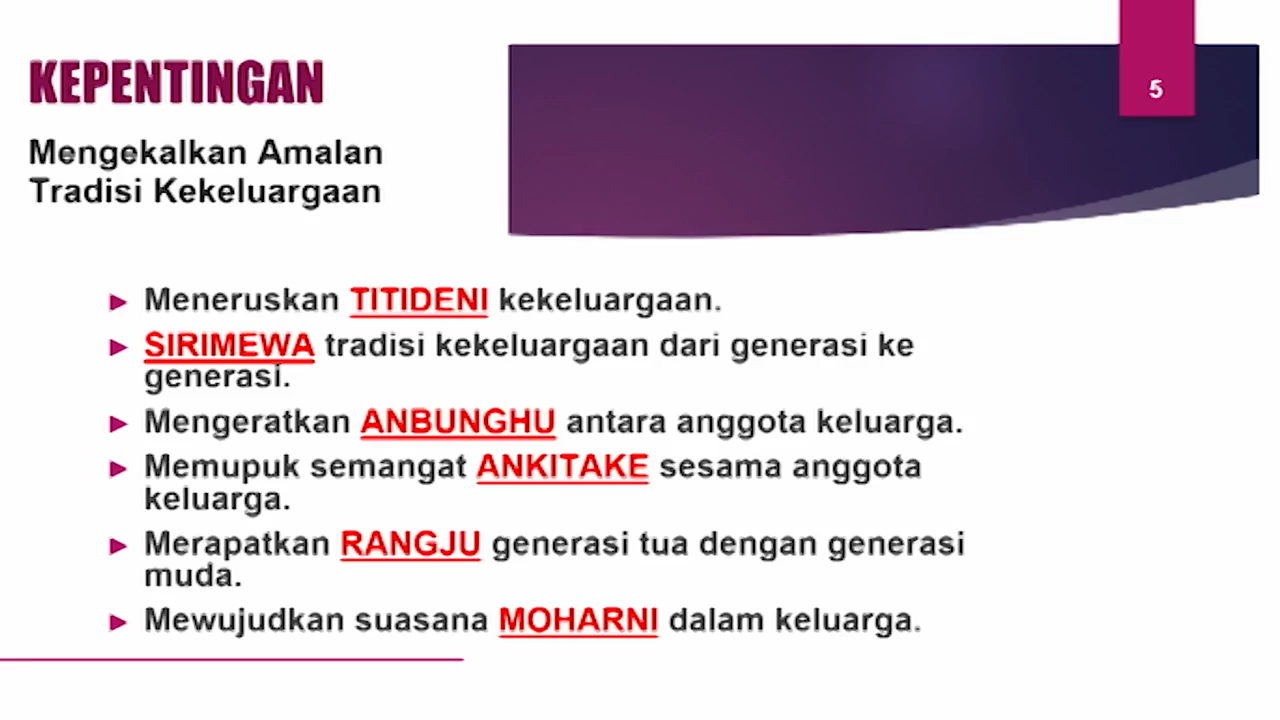 KEPENTINGAN
5
Mengekalkan Amalan
Tradisi Kekeluargaan
Meneruskan TITIDENI kekeluargaan.
SIRIMEWA tradisi kekeluargaan dari generasi ke
generasi.
Mengeratkan ANBUNGHU antara anggota keluarga.
Memupuk semangat ANKITAKE sesama anggota
keluarga.
Merapatkan RANGJU generasi tua dengan generasi
muda.
Mewujudkan suasana MOHARNI dalam keluarga.